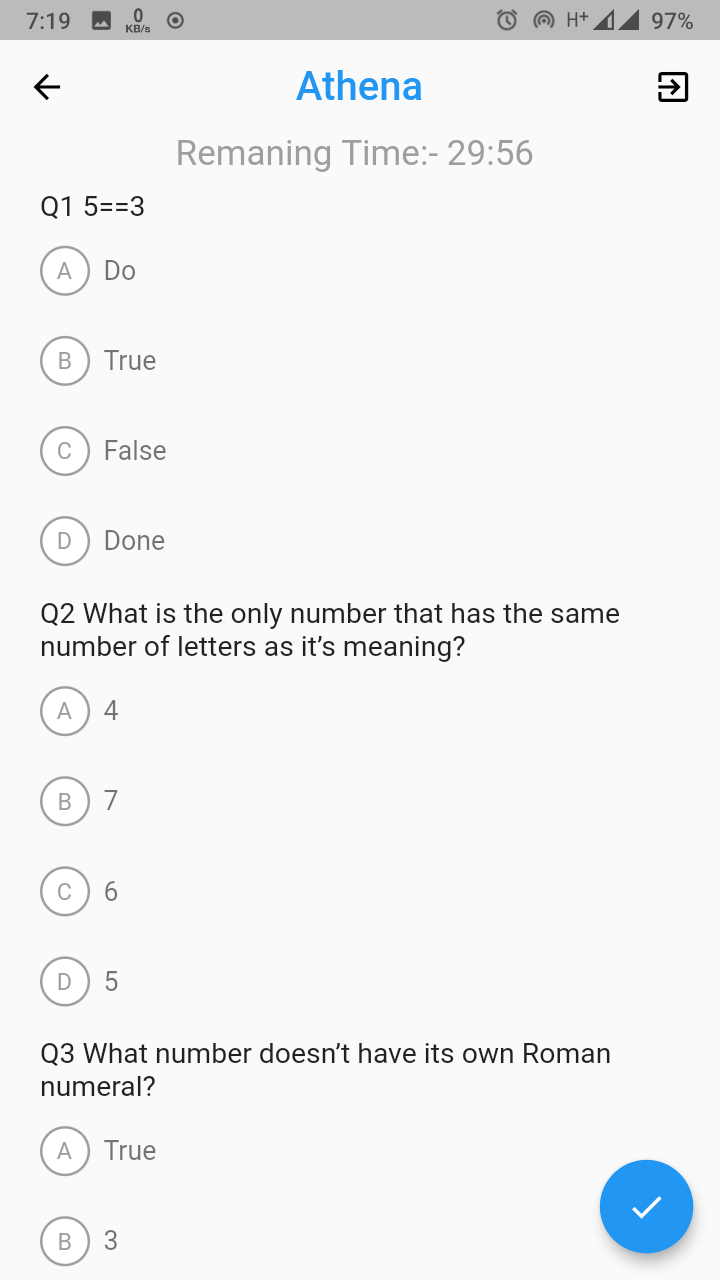 7:19 0 KB/s H+ 97%
Athena
Remaning Time:- 29:56
Q1 5==3
A Do
B True
C False
D Done
Q2 What is the only number that has the same
number of letters as it’s meaning?
A 4
B 7
C 6
D 5
Q3 What number doesn’t have its own Roman
numeral?
A True
B 3